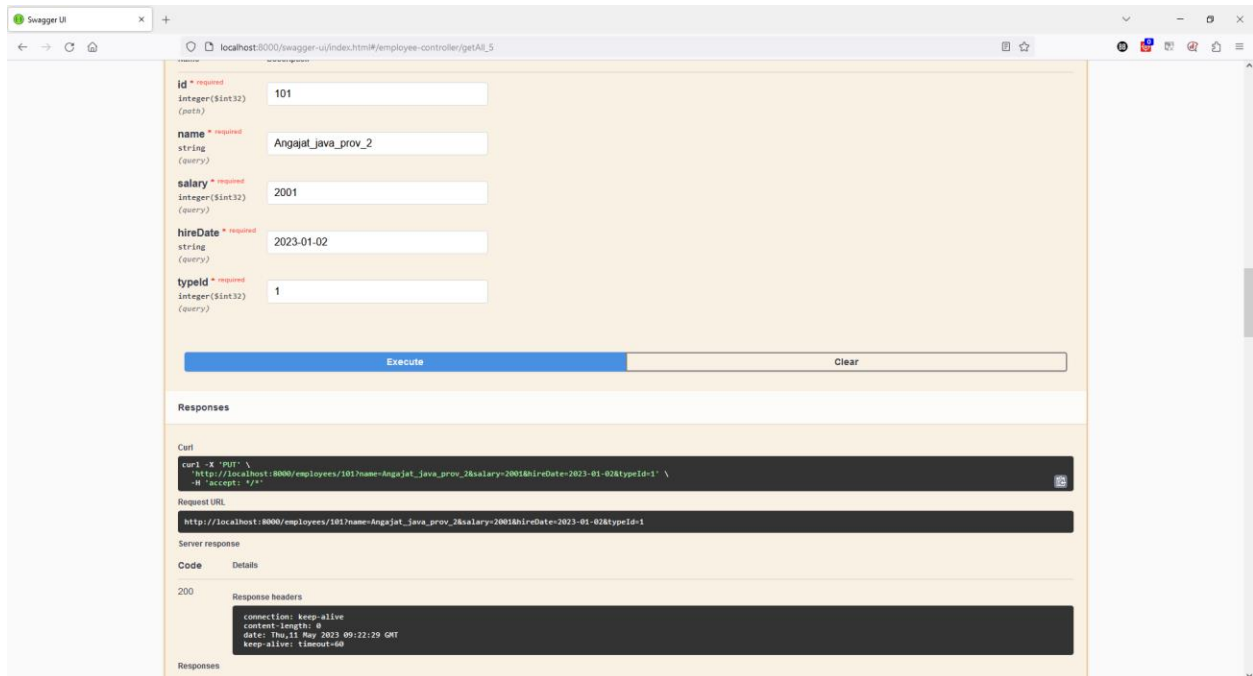 Swagger UI
localhost:8000/swagger-ui/index.html#/employee-controller/getAll_5
id * required
integer($int32)
(path)
101
name * required
string
(query)
Angajat_java_prov_2
salary * required
integer($int32)
(query)
2001
hireDate * required
string
(query)
2023-01-02
typeId * required
integer($int32)
(query)
1
Execute
Clear
Responses
Curl
curl -X 'PUT' \
'http://localhost:8000/employees/101?name=Angajat_java_prov_2&salary=2001&hireDate=2023-01-02&typeId=1' \
-H 'accept: */*'
Request URL
http://localhost:8000/employees/101?name=Angajat_java_prov_2&salary=2001&hireDate=2023-01-02&typeId=1
Server response
Code Details
200
Response headers
connection: keep-alive
content-length: 0
date: Thu,11 May 2023 09:22:29 GMT
keep-alive: timeout=60
Responses